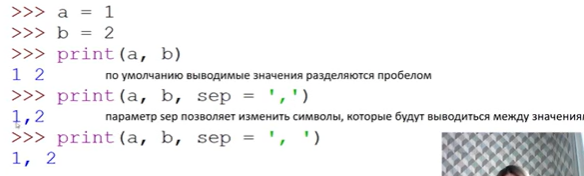 >>> a = 1
>>> b = 2
>>> print(a, b)
1 2 по умолчанию выводимые значения разделяются пробелом
>>> print(a, b, sep = ',')
1,2 параметр sep позволяет изменить символы, которые будут выводиться между значения
>>> print(a, b, sep = ', ')
1, 2